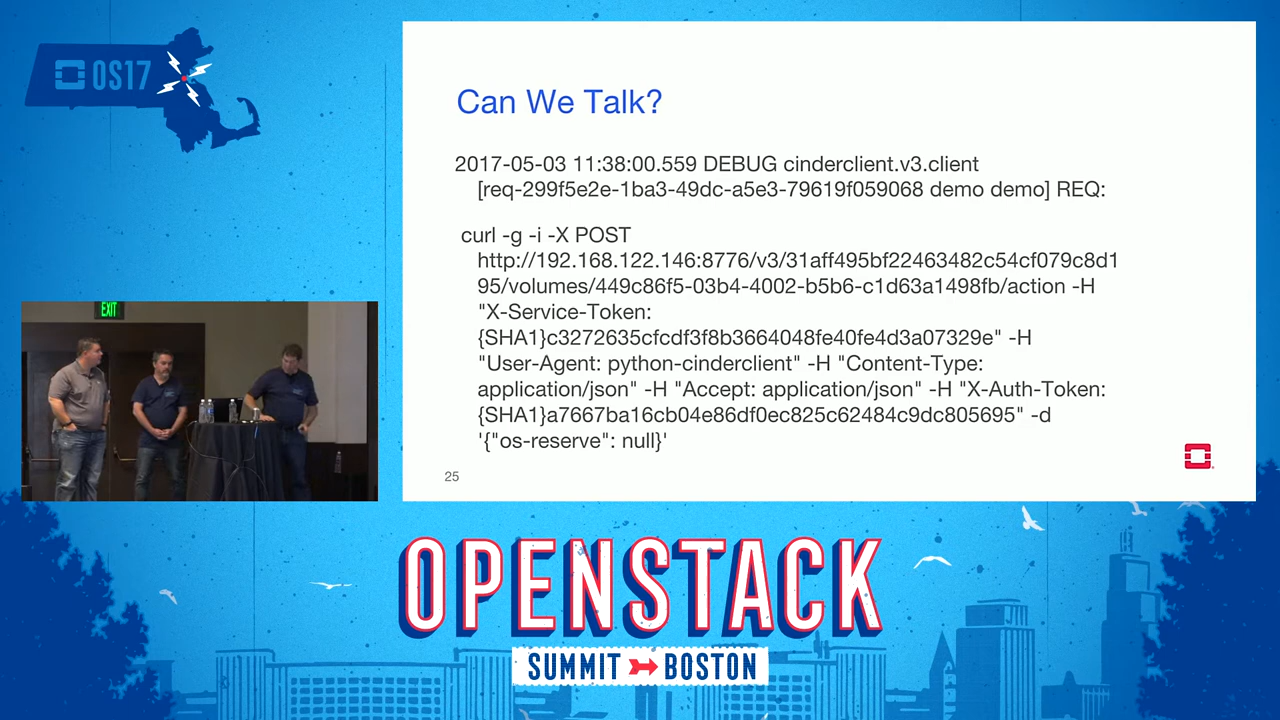 OS17
Can We Talk?
2017-05-03 11:38:00.559 DEBUG cinderclient.v3.client
[req-299f5e2e-1ba3-49dc-a5e3-79619f059068 demo demo] REQ:
curl -g -i -X POST
http://192.168.122.146:8776/v3/31aff495bf22463482c54cf079c8d1
95/volumes/449c86f5-03b4-4002-b5b6-c1d63a1498fb/action -H
"X-Service-Token:
{SHA1}c3272635cfcdf3f8b3664048fe40fe4d3a07329e" -H
"User-Agent: python-cinderclient" -H "Content-Type:
application/json" -H "Accept: application/json" -H "X-Auth-Token:
{SHA1}a7667ba16cb04e86df0ec825c62484c9dc805695" -d
'{"os-reserve": null}'
25
EXIT
OPENSTACK
SUMMIT BOSTON